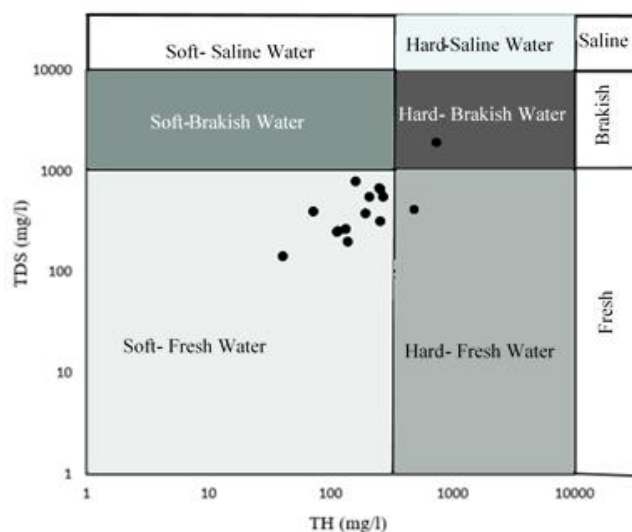 Soft- Saline Water
Hard-Saline Water
Saline
10000
Soft-Brakish Water
Hard- Brakish Water
Brakish
1000
TDS (mg/l)
100
Soft- Fresh Water
Hard- Fresh Water
Fresh
10
1
1
10
100
1000
10000
TH (mg/l)